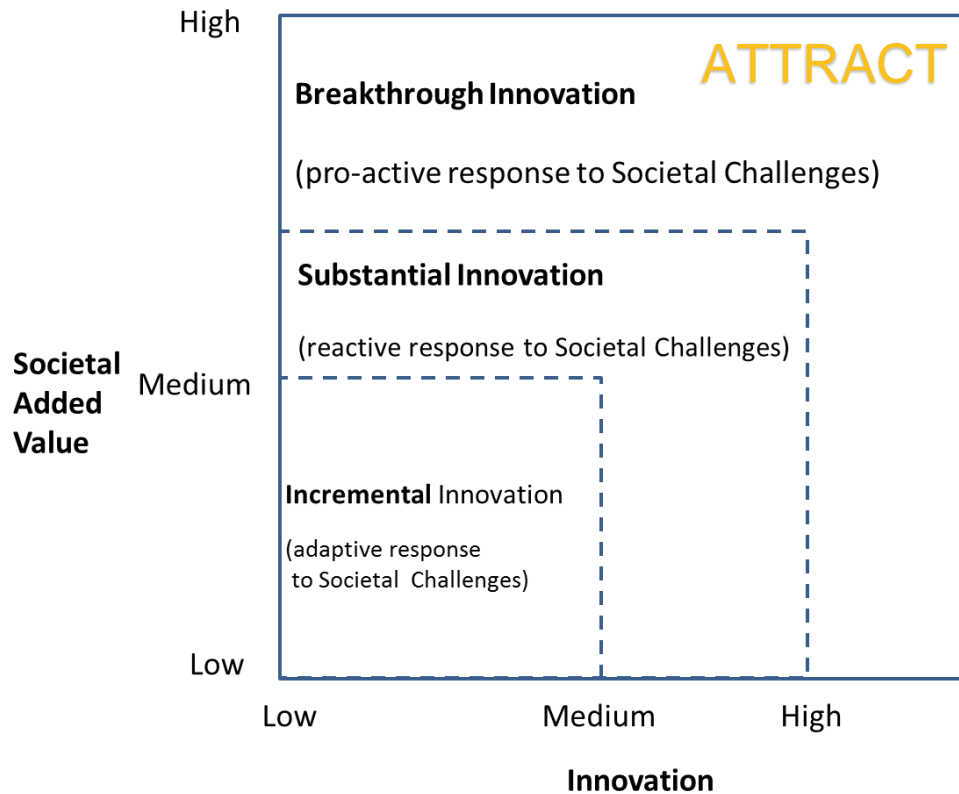 High
ATTRACT
Breakthrough Innovation
(pro-active response to Societal Challenges)
Substantial Innovation
(reactive response to Societal Challenges)
Societal
Added
Value
Medium
Incremental Innovation
(adaptive response
to Societal Challenges)
Low
Low
Medium
High
Innovation